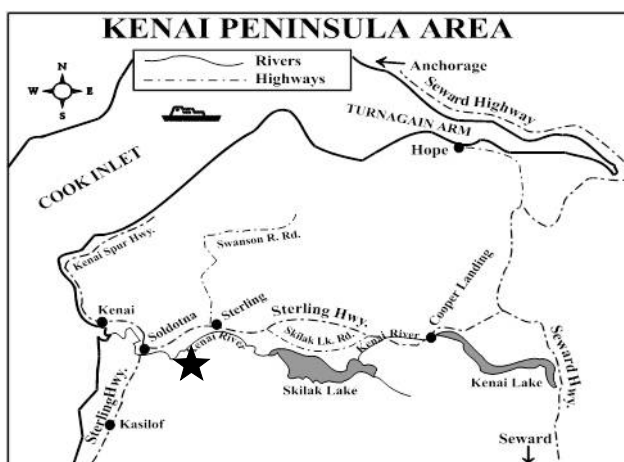 KENAI PENINSULA AREA
Rivers
Highways
N
W E
S
Anchorage
Seward Highway
TURNAGAIN ARM
Hope
COOK INLET
Kenai Spur Hwy.
Swanson R. Rd.
Kenai
Soldotna
Sterling
Sterling Hwy.
Skilak Lk. Rd.
Kenai River
Cooper Landing
Kenai River
Skilak Lake
Kenai Lake
Seward Hwy.
Sterling Hwy.
Kasilof
Seward